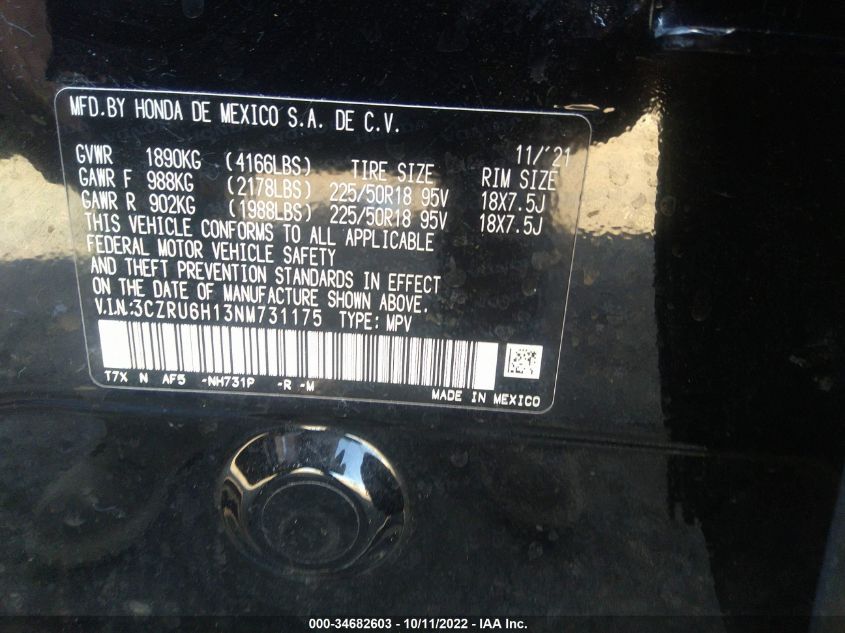 MFD.BY HONDA DE MEXICO S.A. DE C.V.
11/'21
GVWR 1890KG (4166LBS) TIRE SIZE RIM SIZE
GAWR F 988KG (2178LBS) 225/50R18 95V 18X7.5J
GAWR R 902KG (1988LBS) 225/50R18 95V 18X7.5J
THIS VEHICLE CONFORMS TO ALL APPLICABLE
FEDERAL MOTOR VEHICLE SAFETY
AND THEFT PREVENTION STANDARDS IN EFFECT
ON THE DATE OF MANUFACTURE SHOWN ABOVE.
V.I.N:3CZRU6H13NM731175 TYPE: MPV
T7X N AF5 -NH731P -R -M
MADE IN MEXICO
000-34682603 - 10/11/2022 - IAA Inc.